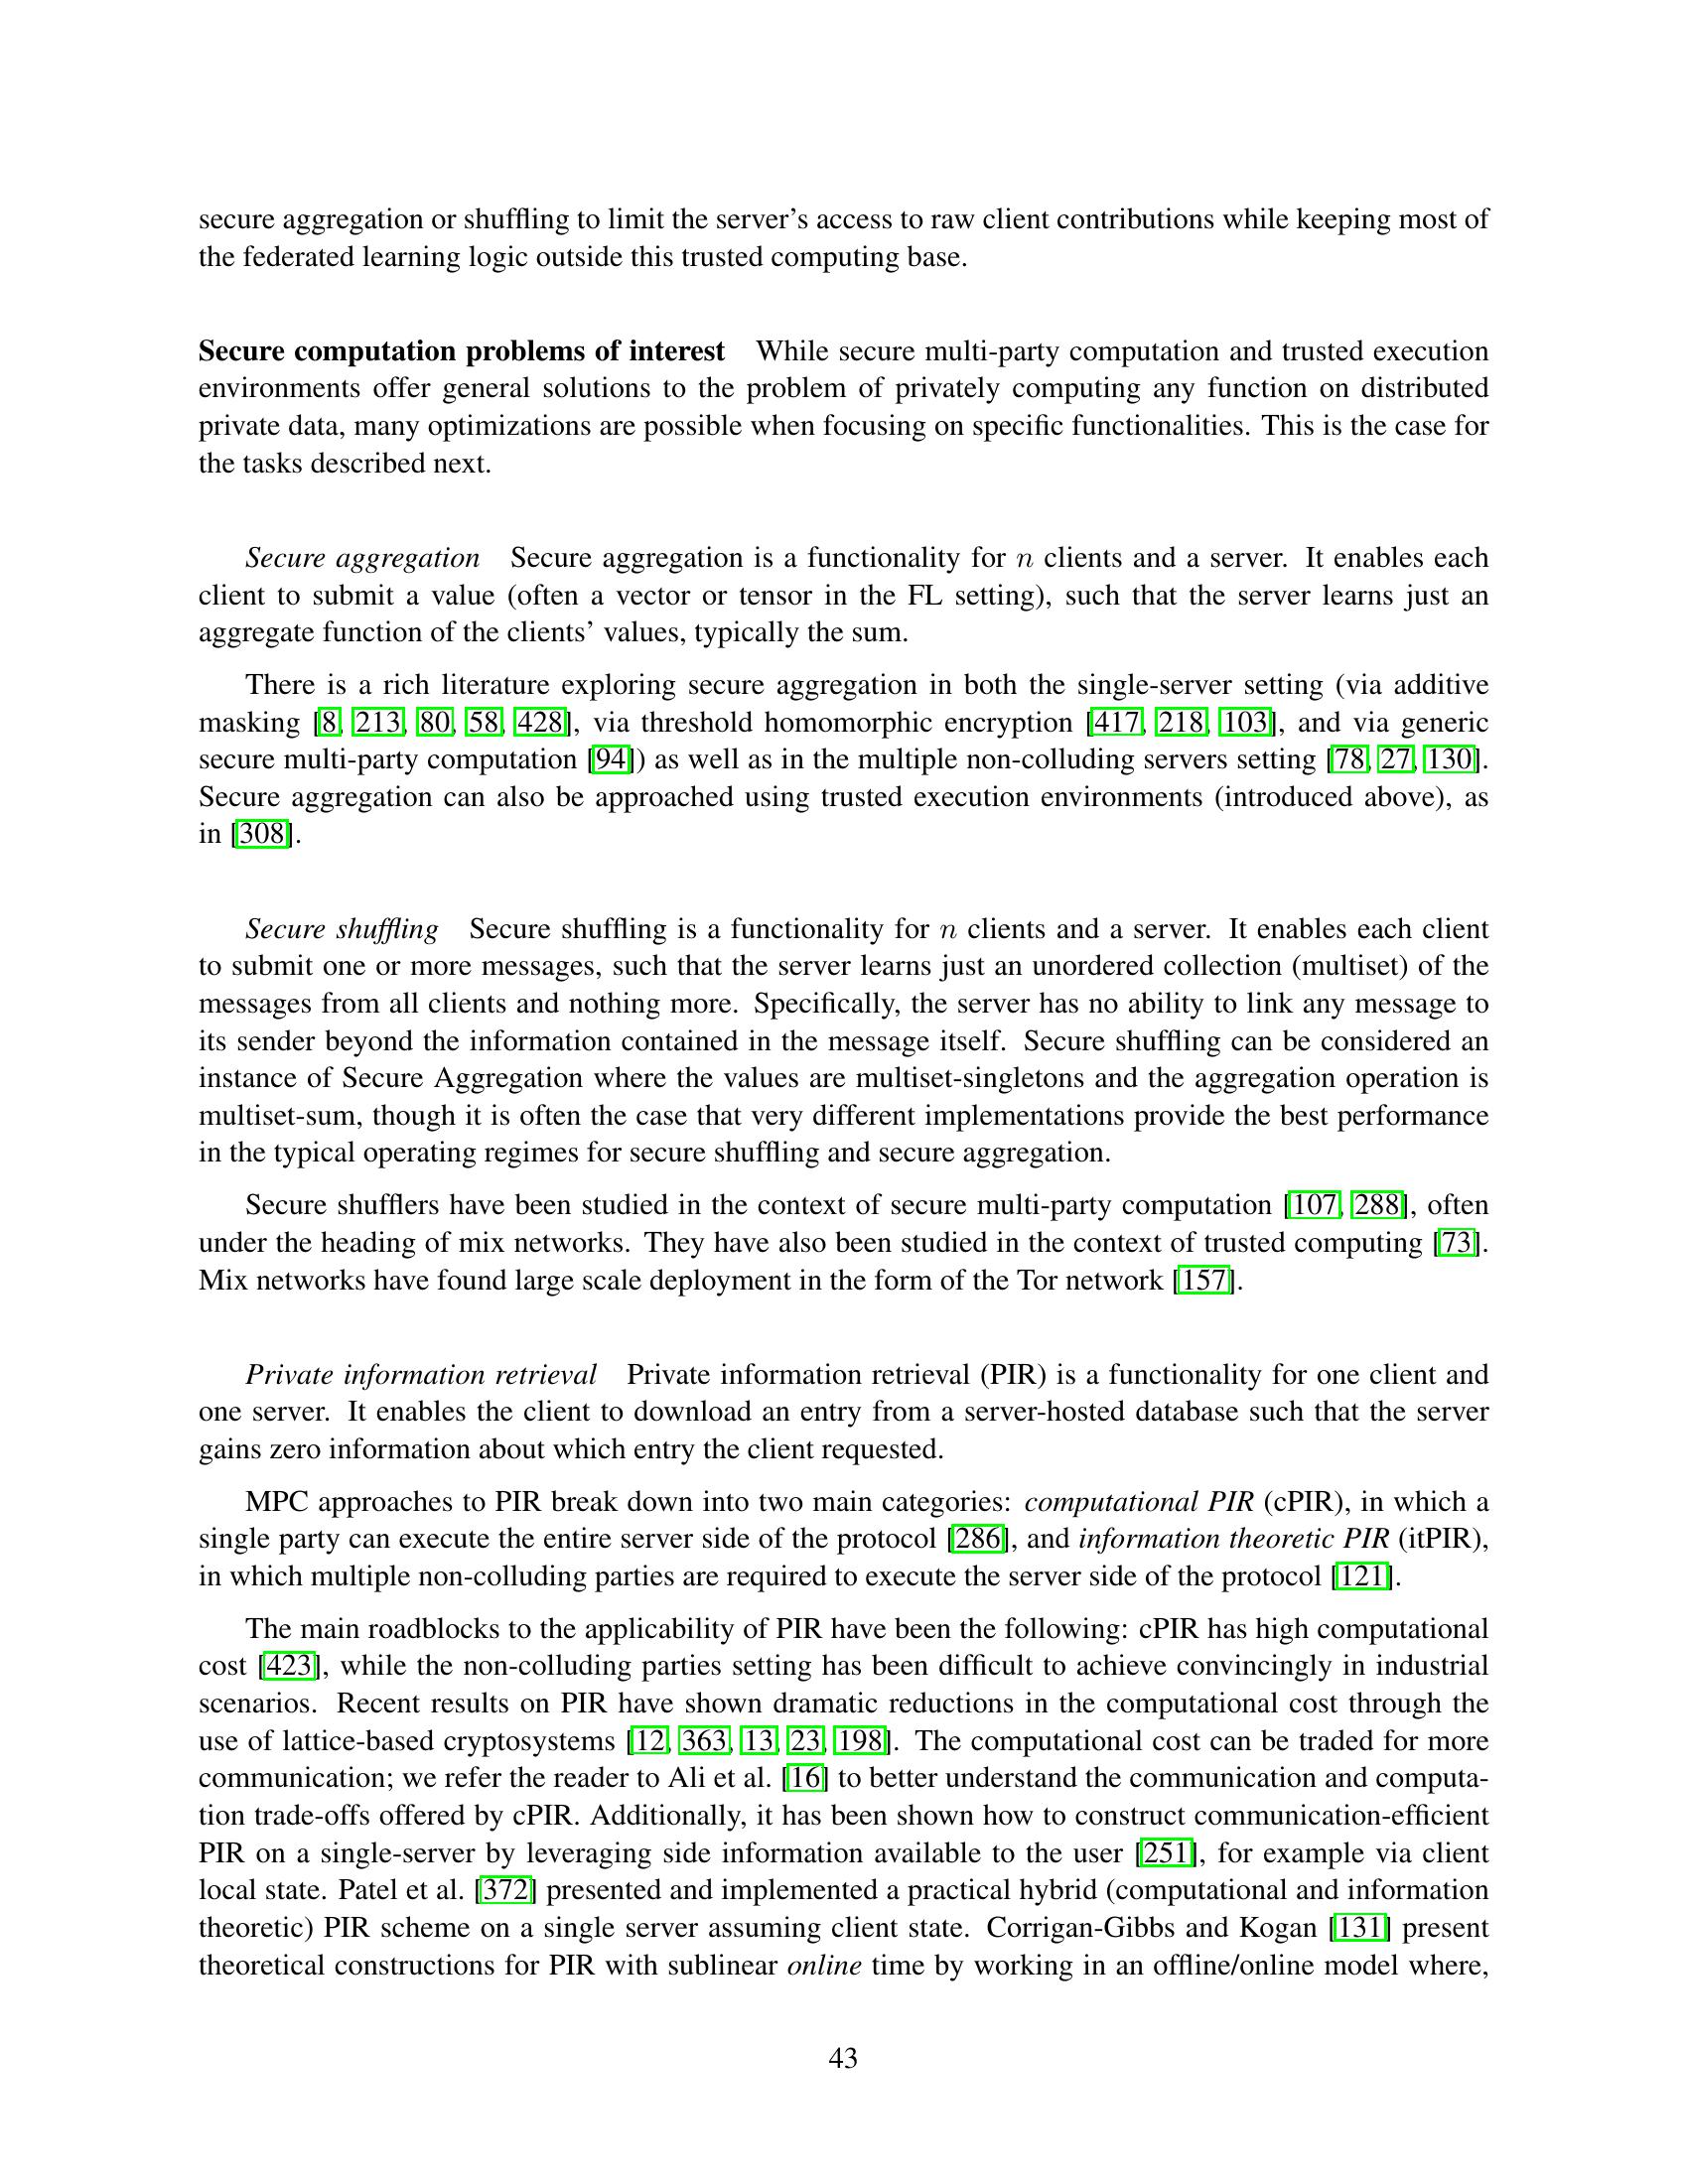 secure aggregation or shuffling to limit the server's access to raw client contributions while keeping most of
the federated learning logic outside this trusted computing base.
Secure computation problems of interest While secure multi-party computation and trusted execution
environments offer general solutions to the problem of privately computing any function on distributed
private data, many optimizations are possible when focusing on specific functionalities. This is the case for
the tasks described next.
Secure aggregation Secure aggregation is a functionality for n clients and a server. It enables each
client to submit a value (often a vector or tensor in the FL setting), such that the server learns just an
aggregate function of the clients' values, typically the sum.
There is a rich literature exploring secure aggregation in both the single-server setting (via additive
masking [8, 213, 80, 58, 428], via threshold homomorphic encryption [417, 218, 103], and via generic
secure multi-party computation [94]) as well as in the multiple non-colluding servers setting [78, 27, 130].
Secure aggregation can also be approached using trusted execution environments (introduced above), as
in [308].
Secure shuffling Secure shuffling is a functionality for n clients and a server. It enables each client
to submit one or more messages, such that the server learns just an unordered collection (multiset) of the
messages from all clients and nothing more. Specifically, the server has no ability to link any message to
its sender beyond the information contained in the message itself. Secure shuffling can be considered an
instance of Secure Aggregation where the values are multiset-singletons and the aggregation operation is
multiset-sum, though it is often the case that very different implementations provide the best performance
in the typical operating regimes for secure shuffling and secure aggregation.
Secure shufflers have been studied in the context of secure multi-party computation [107, 288], often
under the heading of mix networks. They have also been studied in the context of trusted computing [73].
Mix networks have found large scale deployment in the form of the Tor network [157].
Private information retrieval Private information retrieval (PIR) is a functionality for one client and
one server. It enables the client to download an entry from a server-hosted database such that the server
gains zero information about which entry the client requested.
MPC approaches to PIR break down into two main categories: computational PIR (cPIR), in which a
single party can execute the entire server side of the protocol [286], and information theoretic PIR (itPIR),
in which multiple non-colluding parties are required to execute the server side of the protocol [121].
The main roadblocks to the applicability of PIR have been the following: cPIR has high computational
cost [423], while the non-colluding parties setting has been difficult to achieve convincingly in industrial
scenarios. Recent results on PIR have shown dramatic reductions in the computational cost through the
use of lattice-based cryptosystems [12, 363, 13, 23, 198]. The computational cost can be traded for more
communication; we refer the reader to Ali et al. [16] to better understand the communication and computa-
tion trade-offs offered by cPIR. Additionally, it has been shown how to construct communication-efficient
PIR on a single-server by leveraging side information available to the user [251], for example via client
local state. Patel et al. [372] presented and implemented a practical hybrid (computational and information
theoretic) PIR scheme on a single server assuming client state. Corrigan-Gibbs and Kogan [131] present
theoretical constructions for PIR with sublinear online time by working in an offline/online model where,
43